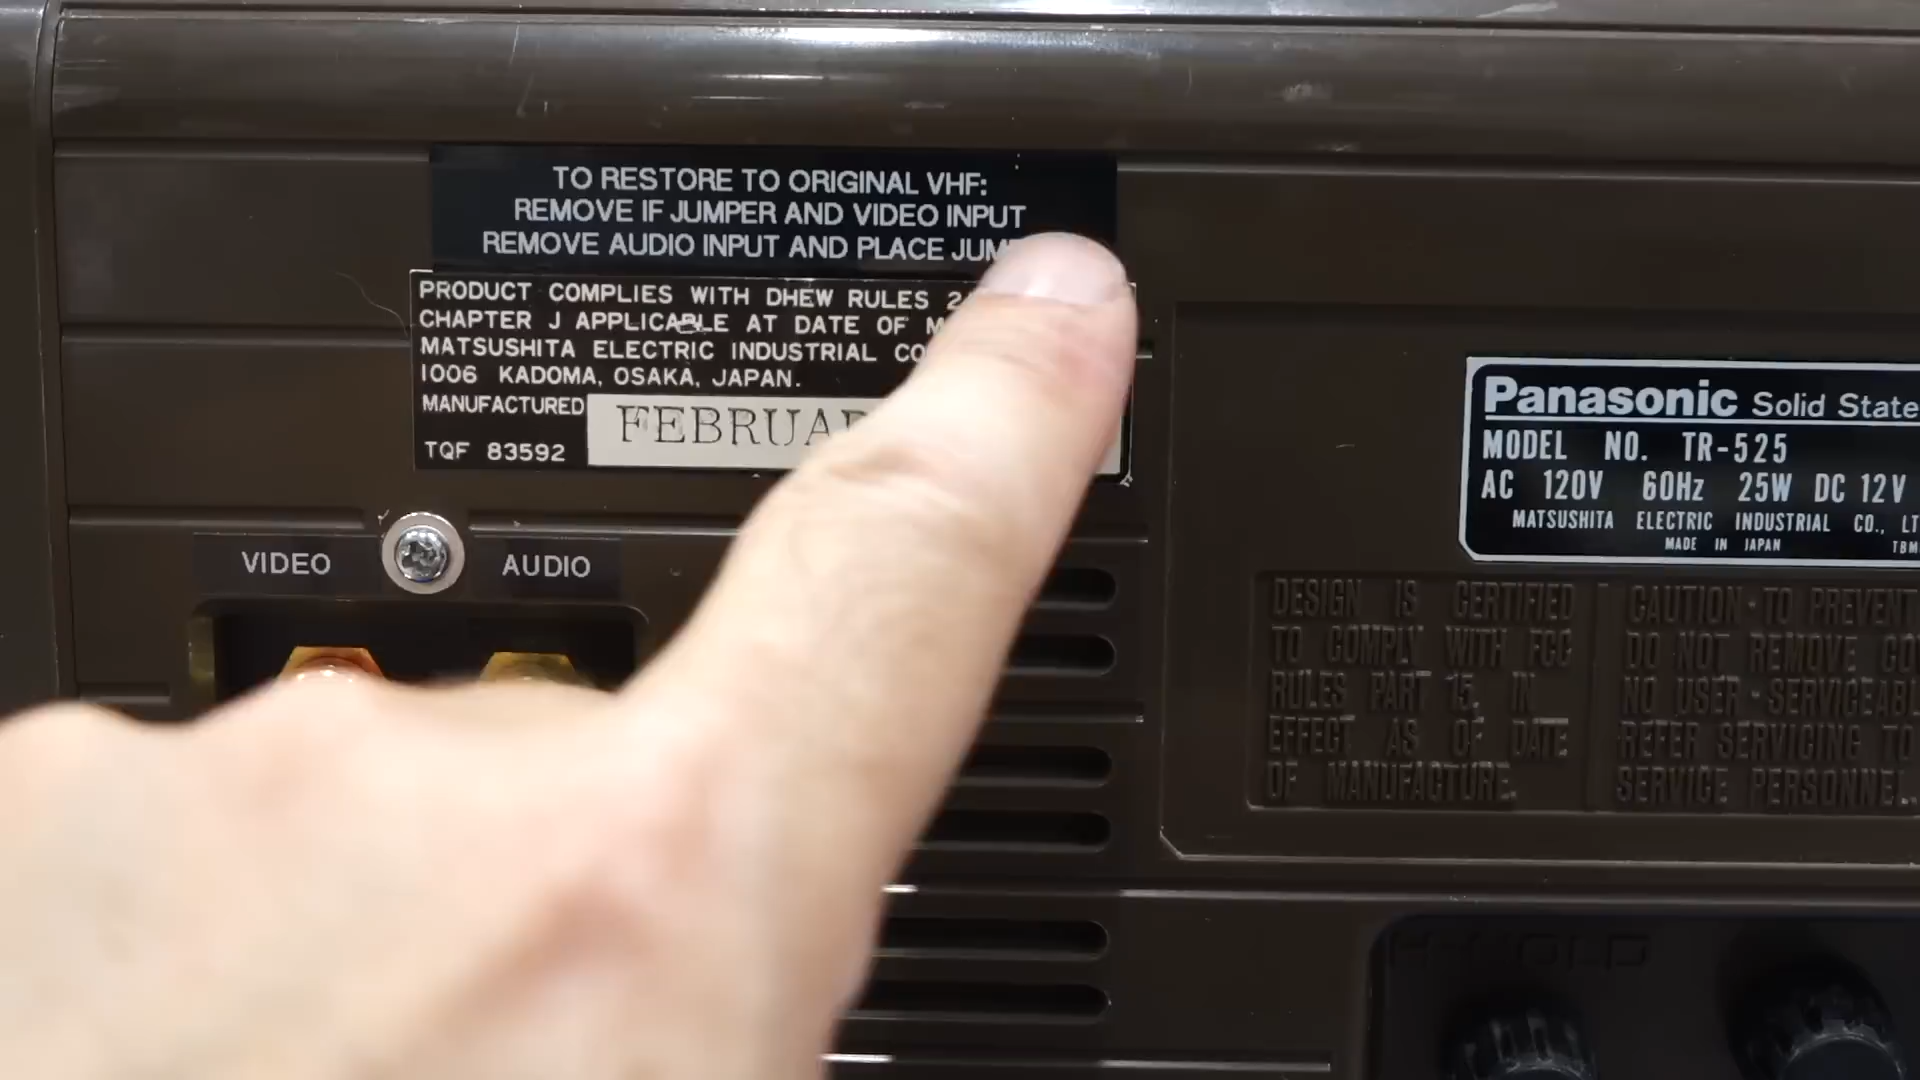 TO RESTORE TO ORIGINAL VHF:
REMOVE IF JUMPER AND VIDEO INPUT
REMOVE AUDIO INPUT AND PLACE
PRODUCT COMPLIES WITH DHEW RULES
CHAPTER J APPLICABLE AT DATE OF
MATSUSHITA ELECTRIC INDUSTRIAL
1006 KADOMA, OSAKA, JAPAN.
MANUFACTURED
TQF 83592
VIDEO
AUDIO
Panasonic Solid State
MODEL NO. TR-525
AC 120V 60Hz 25W DC 12V
MATSUSHITA ELECTRIC INDUSTRIAL CO.,
MADE IN JAPAN
DESIGN IS CERTIFIED
TO COMPLY WITH FCC
RULES PART 15, IN
EFFECT AS OF DATE
OF MANUFACTURE.
CAUTION-TO PREVENT
DO NOT REMOVE
NO USER-SERVICEABL
REFER SERVICING TO
SERVICE PERSONNEL.